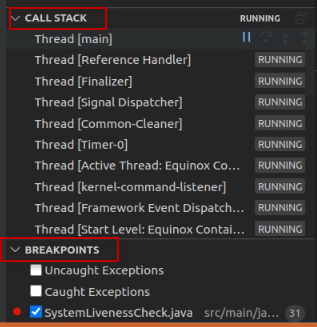 CALL STACK RUNNING
Thread [main]
Thread [Reference Handler] RUNNING
Thread [Finalizer] RUNNING
Thread [Signal Dispatcher] RUNNING
Thread [Common-Cleaner] RUNNING
Thread [Timer-0] RUNNING
Thread [Active Thread: Equinox Co... RUNNING
Thread [kernel-command-listener] RUNNING
Thread [Framework Event Dispatch... RUNNING
Thread [Start Level: Equinox Contai... RUNNING
BREAKPOINTS
Uncaught Exceptions
Caught Exceptions
SystemLivenessCheck.java src/main/ja... 31